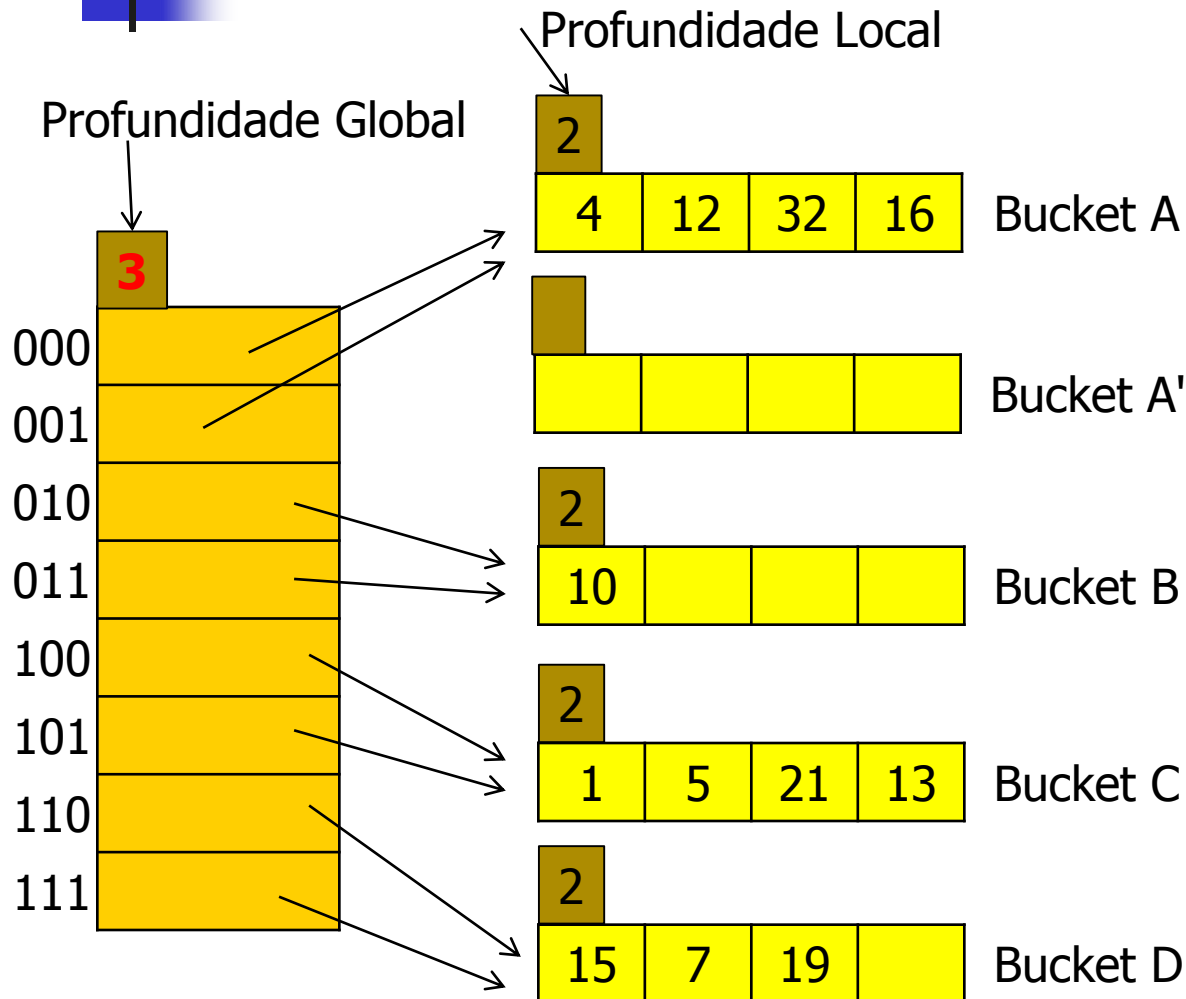 Profundidade Local
Profundidade Global
2
4 12 32 16 Bucket A
3
000
001
010
011
100
101
110
111
Bucket A'
2
10 Bucket B
2
1 5 21 13 Bucket C
2
15 7 19 Bucket D